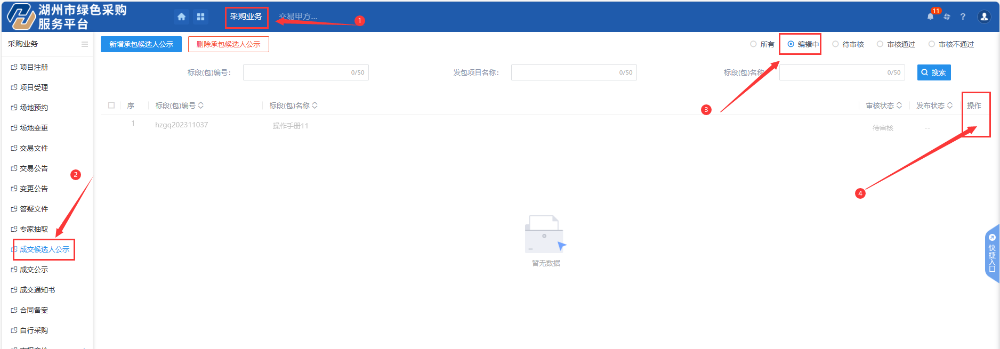 湖州市绿色采购
服务平台
采购业务
交易甲方...
1
11
?
采购业务
新增承包候选人公示
删除承包候选人公示
所有
编辑中
待审核
审核通过
审核不通过
项目注册
标段(包)编号：
0/50
发包项目名称：
0/50
标段(包)名称
0/50
搜索
项目受理
序
标段(包)编号
标段(包)名称
审核状态
发布状态
操作
3
场地预约
1
hzgq202311037
操作手册11
待审核
--
场地变更
交易文件
交易公告
2
变更公告
4
答疑文件
专家抽取
成交候选人公示
快捷入口
暂无数据
成交公示
成交通知书
合同备案
自行采购